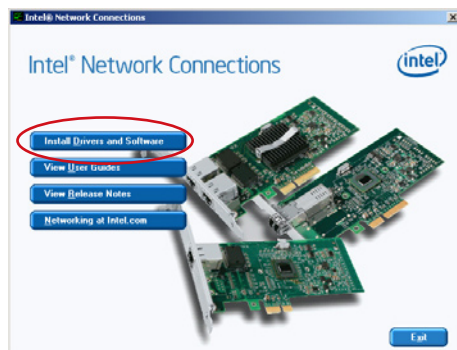 Intel® Network Connections
Intel® Network Connections
intel
Install Drivers and Software
View User Guides
View Release Notes
Networking at Intel.com
Exit